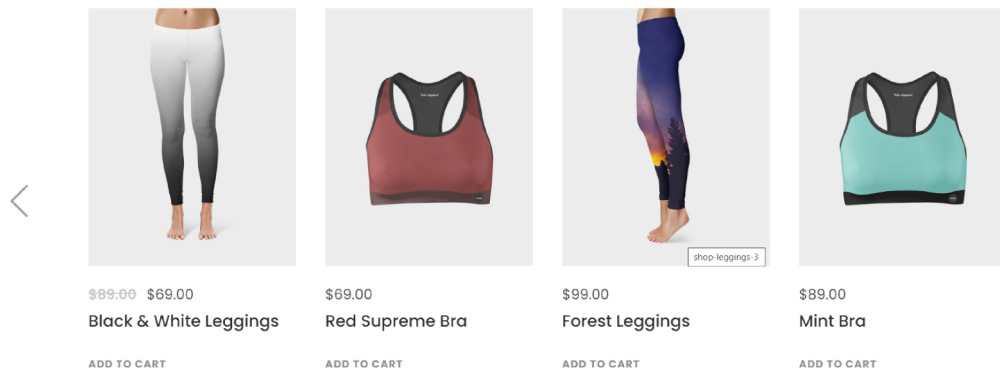 shop-leggings-3
$89.00 $69.00
Black & White Leggings
ADD TO CART
$69.00
Red Supreme Bra
ADD TO CART
$99.00
Forest Leggings
ADD TO CART
$89.00
Mint Bra
ADD TO CART